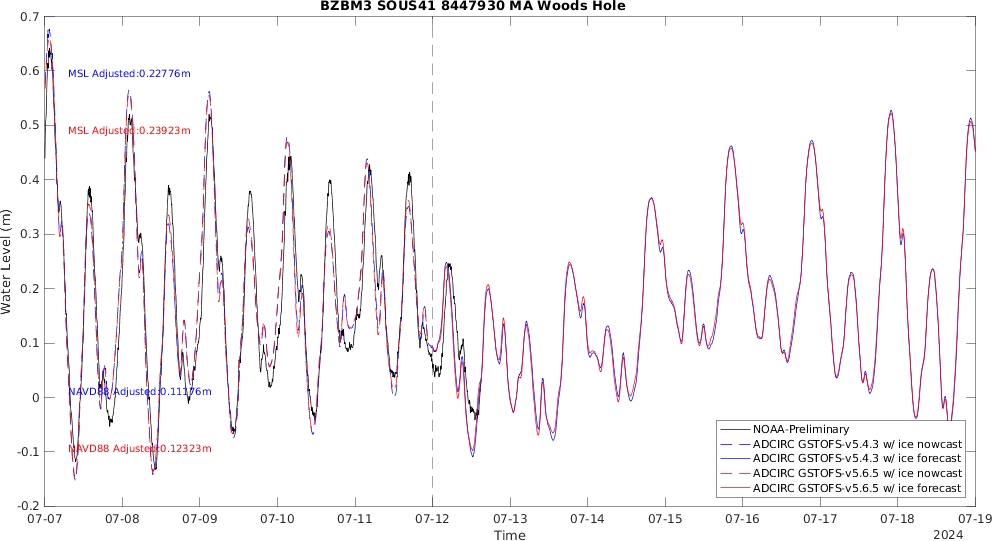 BZBM3 SOUS41 8447930 MA Woods Hole
Water Level (m)
0.7
0.6
0.5
0.4
0.3
0.2
0.1
0
-0.1
-0.2
MSL Adjusted:0.22776m
MSL Adjusted:0.23923m
NAVD88 Adjusted:0.11176m
NAVD88 Adjusted:0.12323m
NOAA-Preliminary
ADCIRC GSTOFS-v5.4.3 w/ ice nowcast
ADCIRC GSTOFS-v5.4.3 w/ ice forecast
ADCIRC GSTOFS-v5.6.5 w/ ice nowcast
ADCIRC GSTOFS-v5.6.5 w/ ice forecast
07-07 07-08 07-09 07-10 07-11 07-12 07-13 07-14 07-15 07-16 07-17 07-18 07-19
Time
2024